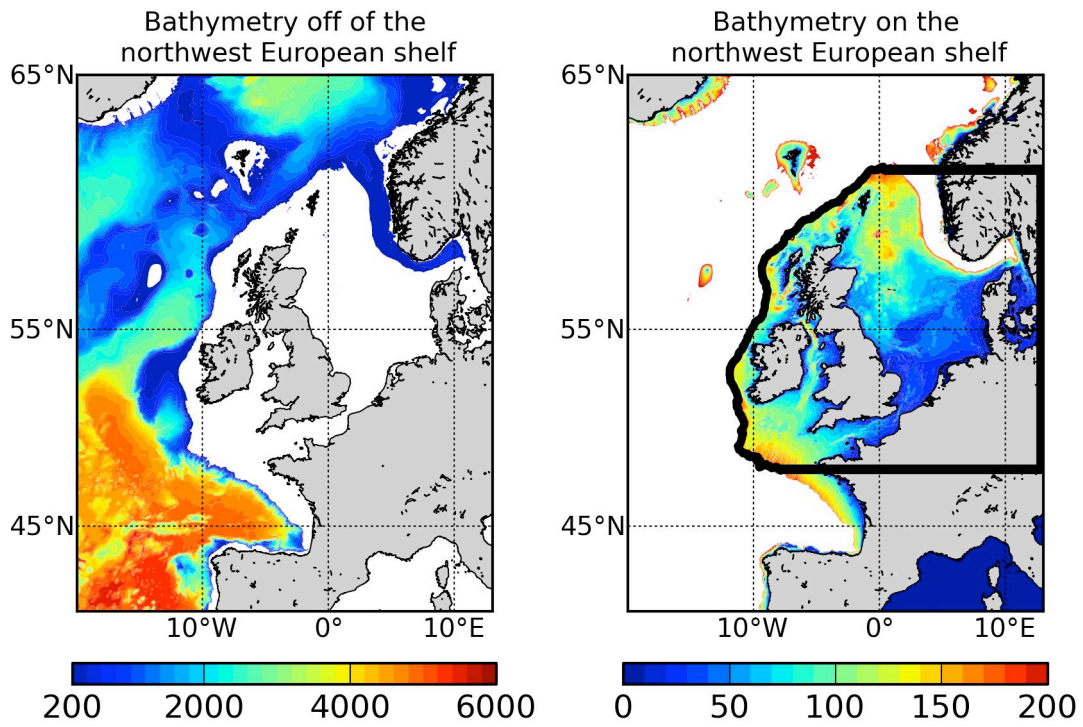 Bathymetry off of the
northwest European shelf
65°N
55°N
45°N
10°W 0° 10°E
200 2000 4000 6000
Bathymetry on the
northwest European shelf
65°N
55°N
45°N
10°W 0° 10°E
0 50 100 150 200